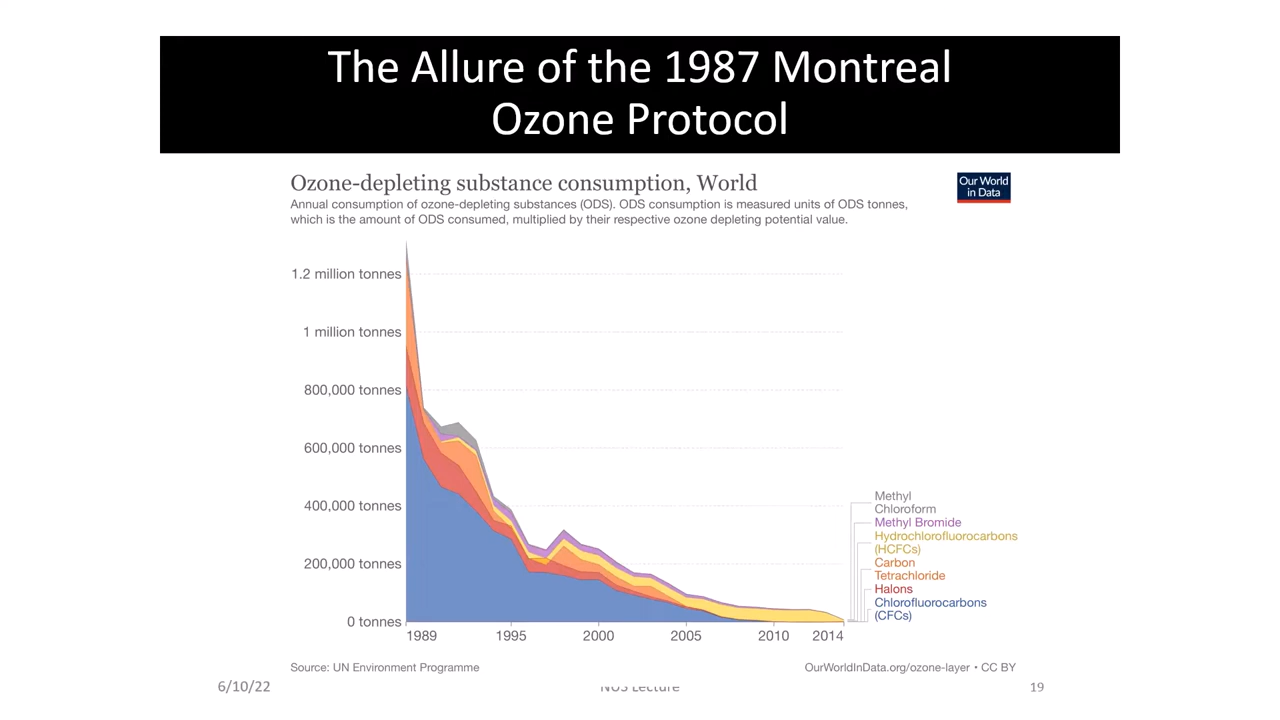 The Allure of the 1987 Montreal
Ozone Protocol
Ozone-depleting substance consumption, World
Our World
in Data
Annual consumption of ozone-depleting substances (ODS). ODS consumption is measured units of ODS tonnes,
which is the amount of ODS consumed, multiplied by their respective ozone depleting potential value.
1.2 million tonnes
1 million tonnes
800,000 tonnes
600,000 tonnes
400,000 tonnes
200,000 tonnes
0 tonnes
1989
1995
2000
2005
2010
2014
Methyl
Chloroform
Methyl Bromide
Hydrochlorofluorocarbons
(HCFCs)
Carbon
Tetrachloride
Halons
Chlorofluorocarbons
(CFCs)
Source: UN Environment Programme
OurWorldInData.org/ozone-layer • CC BY
6/10/22
NUS Lecture
19